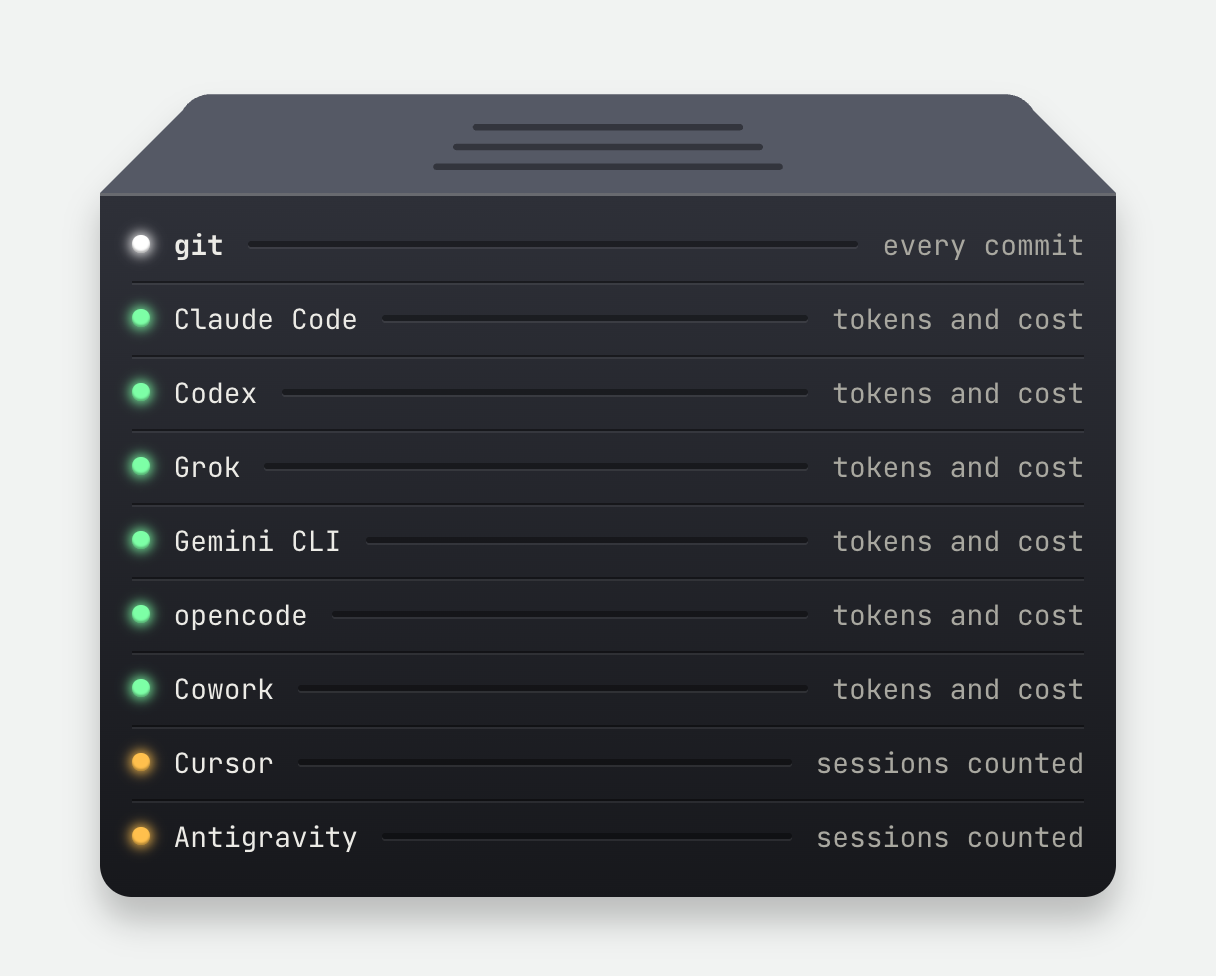 git every commit
Claude Code tokens and cost
Codex tokens and cost
Grok tokens and cost
Gemini CLI tokens and cost
opencode tokens and cost
Cowork tokens and cost
Cursor sessions counted
Antigravity sessions counted